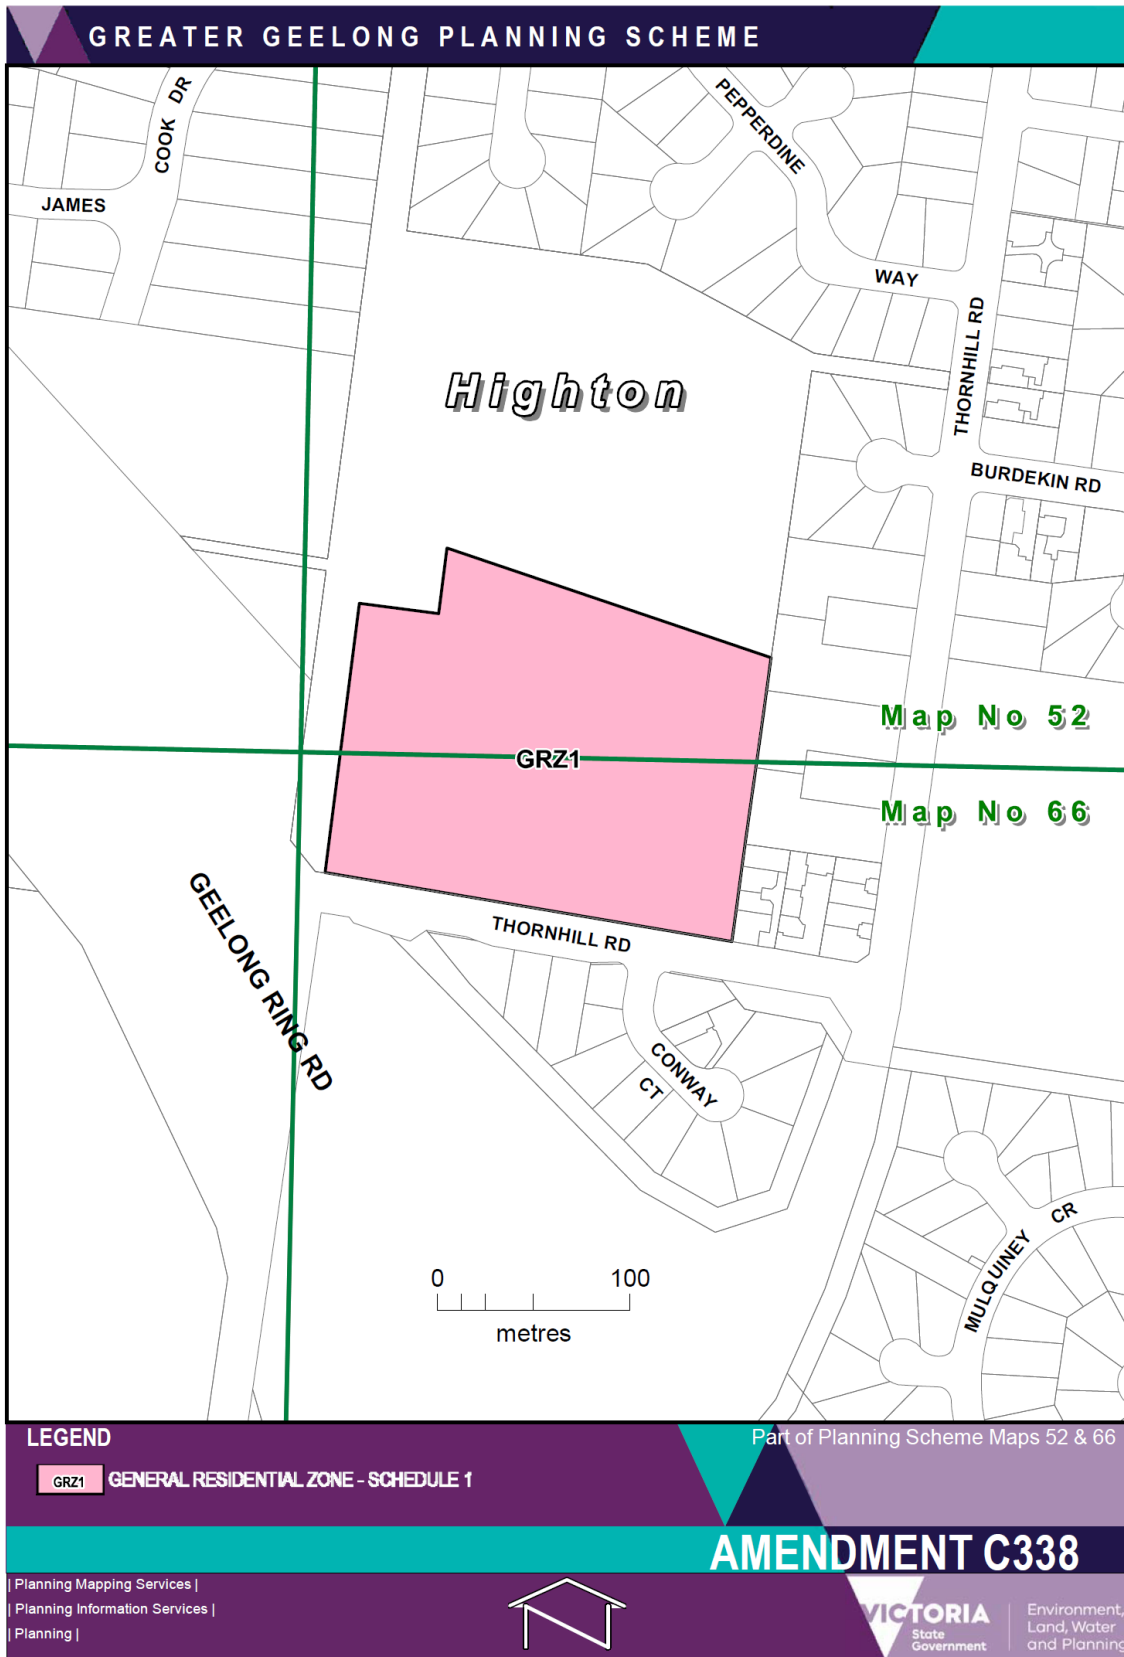 GREATER GEELONG PLANNING SCHEME
COOK DR
JAMES
PEPPERDINE
WAY
THORNHILL RD
Highton
BURDEKIN RD
Map No 52
GRZ1
Map No 66
GEELONG RING RD
THORNHILL RD
CONWAY
CT
MULQUINEY CR
0 100
metres
LEGEND
Part of Planning Scheme Maps 52 & 66
GRZ1 GENERAL RESIDENTIAL ZONE - SCHEDULE 1
AMENDMENT C338
| Planning Mapping Services |
| Planning Information Services |
| Planning |
VICTORIA
State
Government
Environment,
Land, Water
and Planning